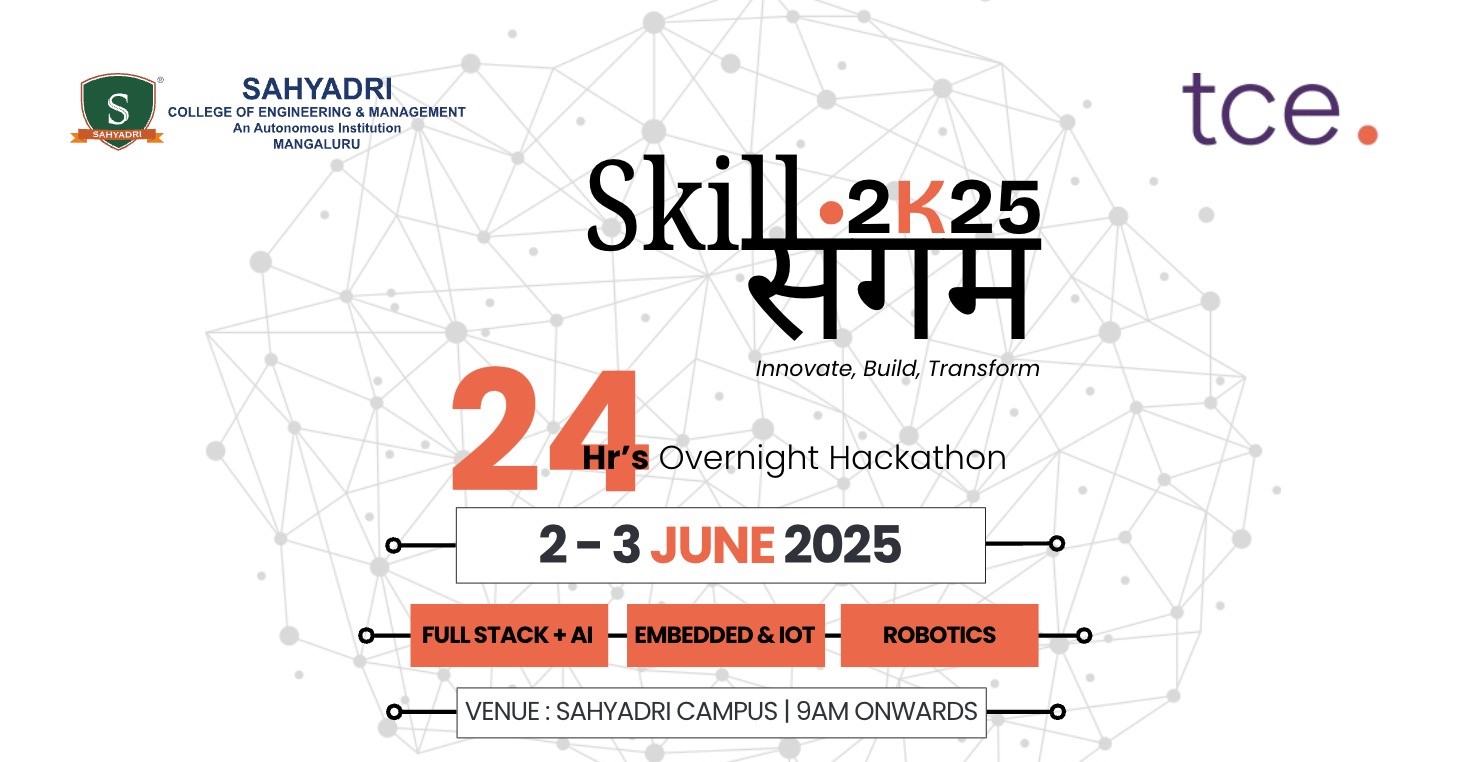 S
SAHYADRI
®
SAHYADRI
COLLEGE OF ENGINEERING & MANAGEMENT
An Autonomous Institution
MANGALURU
tce.
Skill •2K25
सगम
Innovate, Build, Transform
24
Hr's Overnight Hackathon
2 - 3 JUNE 2025
FULL STACK + AI
EMBEDDED & IOT
ROBOTICS
VENUE : SAHYADRI CAMPUS | 9AM ONWARDS